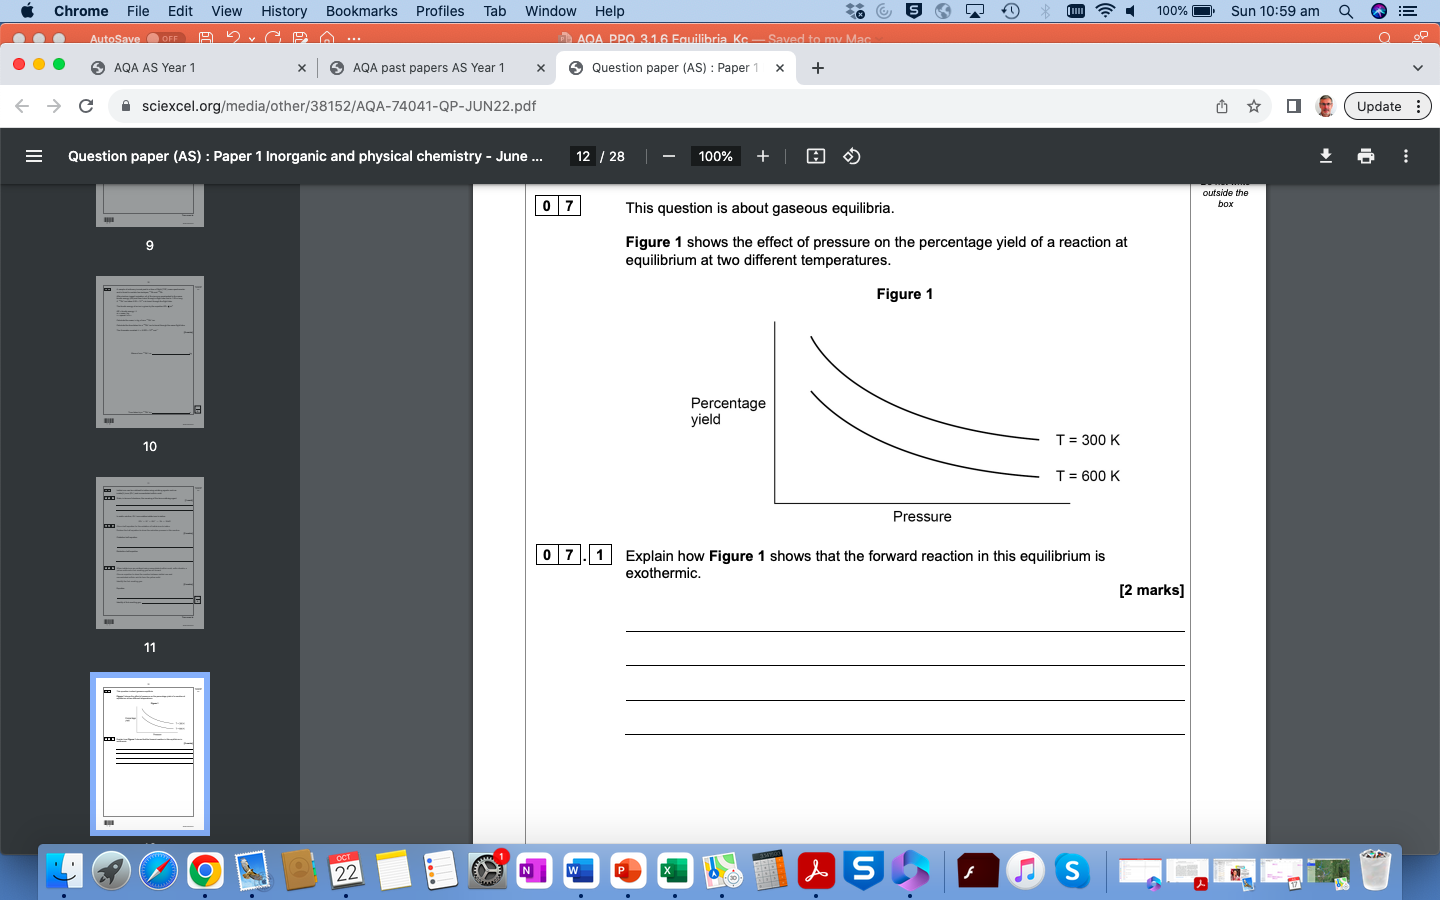 Chrome File Edit View History Bookmarks Profiles Tab Window Help 100% Sun 10:59 am
AutoSave OFF AQA PPQ 3.1.6 Equilibria Kc — Saved to my Mac
AQA AS Year 1 AQA past papers AS Year 1 Question paper (AS) : Paper 1
sciexcel.org/media/other/38152/AQA-74041-QP-JUN22.pdf Update
Question paper (AS) : Paper 1 Inorganic and physical chemistry - June ... 12 / 28 100%
outside the
box
0 7 This question is about gaseous equilibria.
Figure 1 shows the effect of pressure on the percentage yield of a reaction at
equilibrium at two different temperatures.
Figure 1
Percentage
yield
T = 300 K
T = 600 K
Pressure
0 7 . 1 Explain how Figure 1 shows that the forward reaction in this equilibrium is
exothermic.
[2 marks]
9
10
11
OCT
22
1